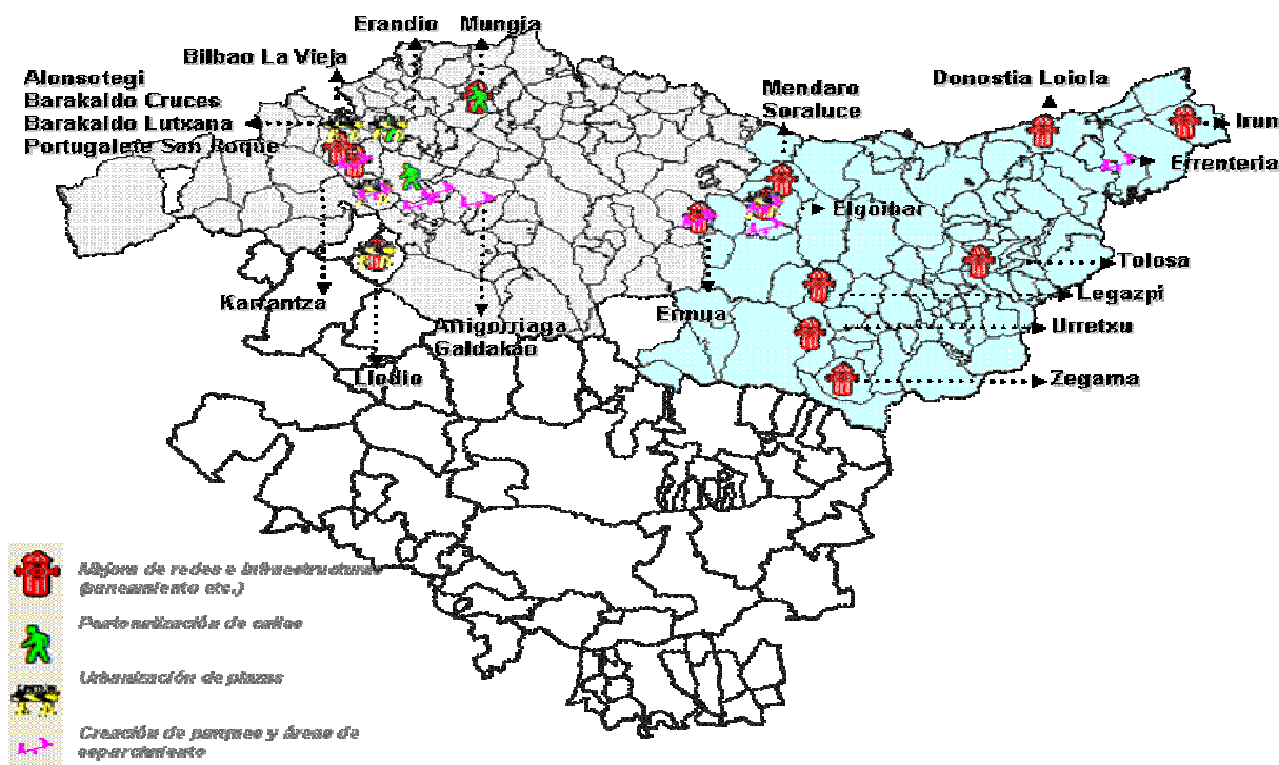 Erandio
Mungia
Bilbao La Vieja
Alonsotegi
Barakaldo Cruces
Barakaldo Lutxana
Portugalete San Roque
Mendaro
Soraluce
Donostia Loiola
Irun
Errenteria
Elgoibar
Tolosa
Legazpi
Urretxu
Zegama
Karrantza
Ermua
Arrigorriaga
Galdakao
Llodio
Mejora de redes e infraestructuras
(saneamiento etc.)
Peatonalización de calles
Urbanización de plazas
Creación de parques y áreas de
esparcimiento